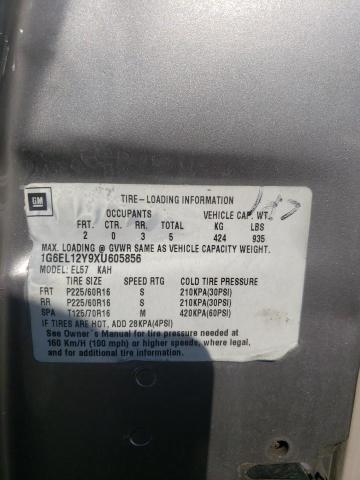 GM
TIRE-LOADING INFORMATION
OCCUPANTS VEHICLE CAP. WT.
FRT. CTR. RR. TOTAL KG LBS
2 0 3 5 424 935
MAX. LOADING @ GVWR SAME AS VEHICLE CAPACITY WEIGHT.
1G6EL12Y9XU605856
MODEL: EL57 KAH
TIRE SIZE SPEED RTG COLD TIRE PRESSURE
FRT P225/60R16 S 210KPA(30PSI)
RR P225/60R16 S 210KPA(30PSI)
SPA T125/70R16 M 420KPA(60PSI)
IF TIRES ARE HOT, ADD 28KPA(4PSI)
See Owner's Manual for tire pressure needed at
160 Km/H (100 mph) or higher speeds, where legal,
and for additional tire information.